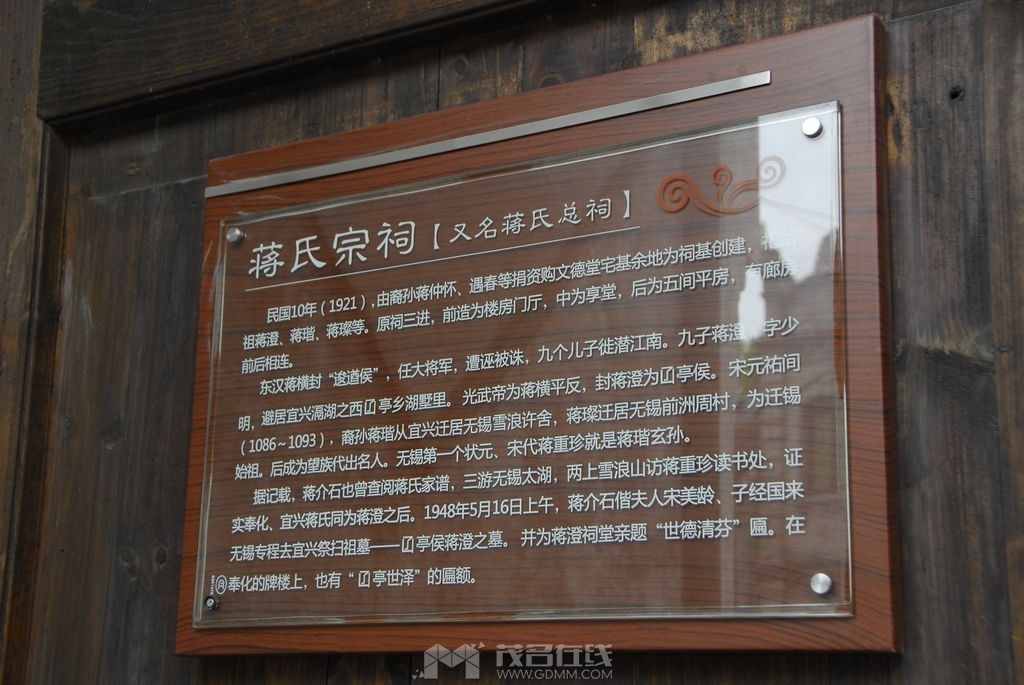 蒋氏宗祠【又名蒋氏总祠】
民国10年（1921），由裔孙蒋仲怀、遇春等捐资购文德堂宅基余地为祠基创建，祀
祖蒋澄、蒋瑎、蒋璨等。原祠三进，前造为楼房门厅，中为享堂，后为五间平房，有廊房
前后相连。
东汉蒋横封“逡遒侯”，任大将军，遭诬被诛，九个儿子徙潜江南。九子蒋澄，字少
明，避居宜兴滆湖之西亭乡湖墅里。光武帝为蒋横平反，封蒋澄为亭侯。宋元祐间
（1086～1093），裔孙蒋瑎从宜兴迁居无锡雪浪许舍，蒋璨迁居无锡前洲周村，为迁锡
始祖。后成为望族代出名人。无锡第一个状元、宋代蒋重珍就是蒋瑎玄孙。
据记载，蒋介石也曾查阅蒋氏家谱，三游无锡太湖，两上雪浪山访蒋重珍读书处，证
实奉化、宜兴蒋氏同为蒋澄之后。1948年5月16日上午，蒋介石偕夫人宋美龄、子经国来
无锡专程去宜兴祭扫祖墓——亭侯蒋澄之墓。并为蒋澄祠堂亲题“世德清芬”匾。在
奉化的牌楼上，也有“亭世泽”的匾额。
茂名在线
WWW.GDMM.COM